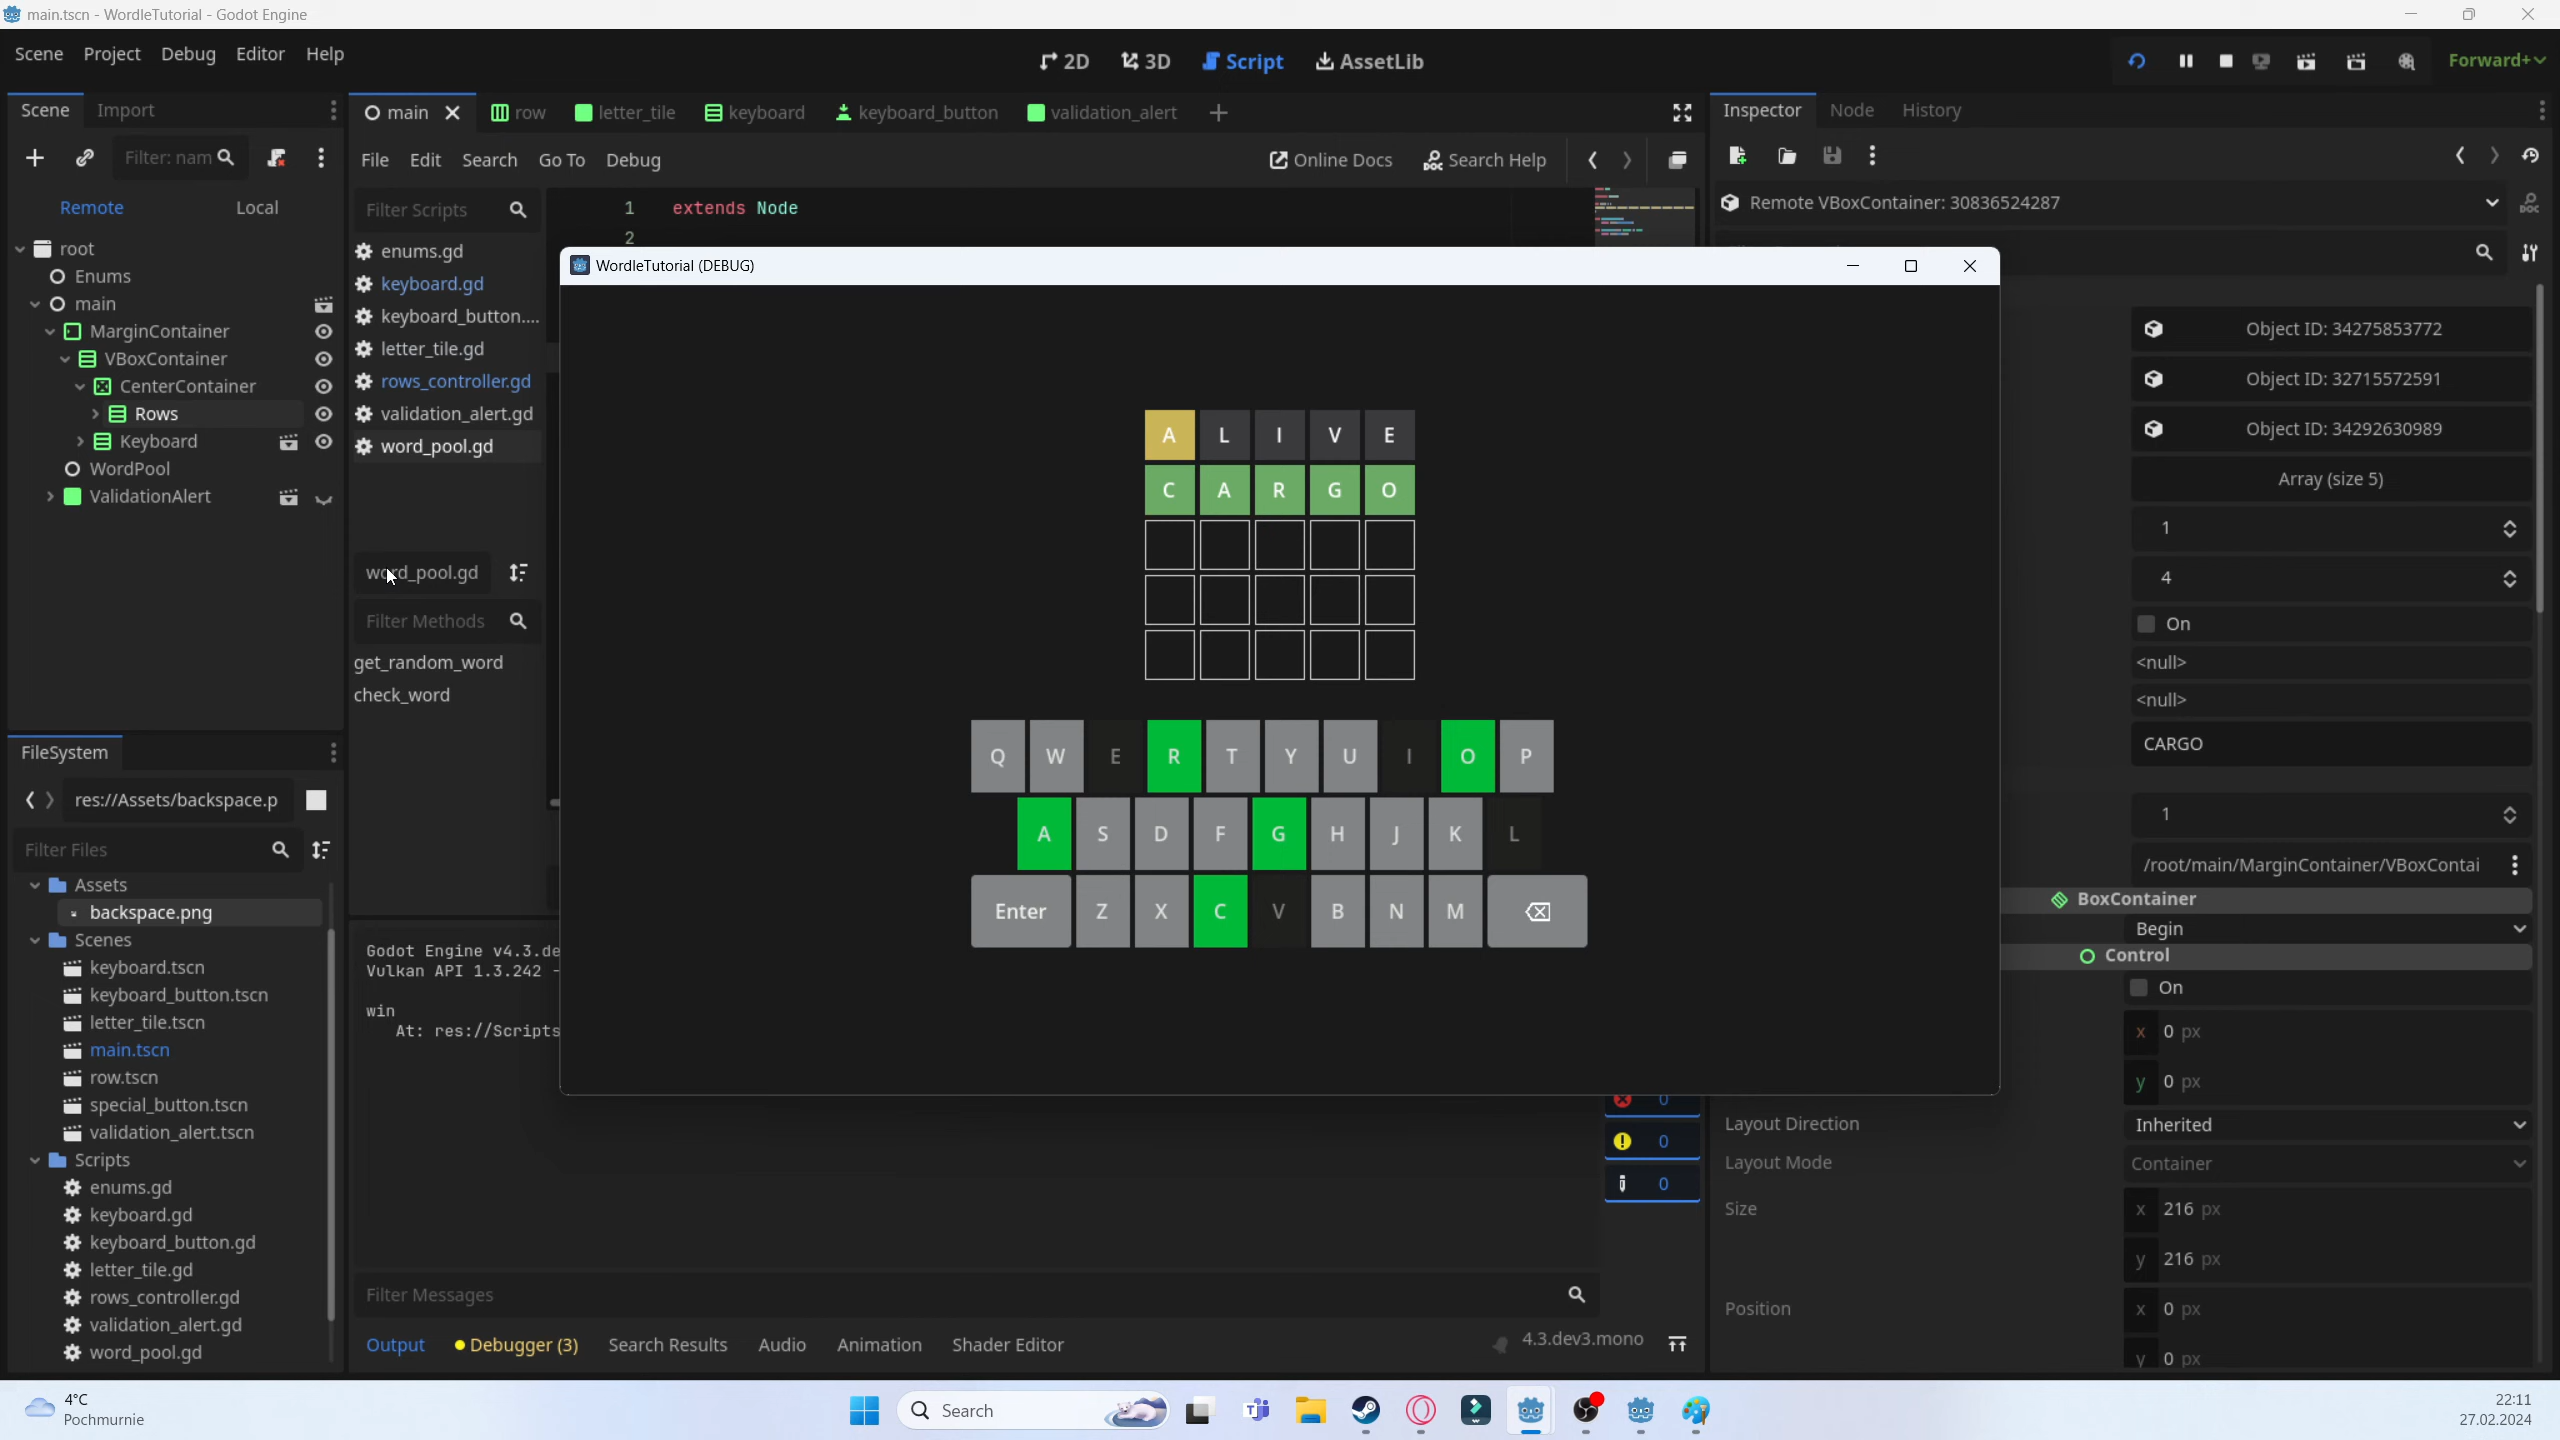 main.tscn - WordleTutorial - Godot Engine
Scene Project Debug Editor Help
2D 3D Script AssetLib
Forward+
Scene Import
main row letter_tile keyboard keyboard_button validation_alert
Inspector Node History
Filter: nam
File Edit Search Go To Debug
Online Docs Search Help
Remote Local
Filter Scripts
1 extends Node
2
Remote VBoxContainer: 30836524287
root
Enums
main
MarginContainer
VBoxContainer
CenterContainer
Rows
Keyboard
WordPool
ValidationAlert
enums.gd
keyboard.gd
keyboard_button....
letter_tile.gd
rows_controller.gd
validation_alert.gd
word_pool.gd
word_pool.gd
Filter Methods
get_random_word
check_word
WordleTutorial (DEBUG)
A L I V E
C A R G O
Q W E R T Y U I O P
A S D F G H J K L
Enter Z X C V B N M
Object ID: 34275853772
Object ID: 32715572591
Object ID: 34292630989
Array (size 5)
1
4
On
<null>
<null>
CARGO
1
/root/main/MarginContainer/VBoxContai
BoxContainer
Begin
Control
On
x 0 px
y 0 px
Layout Direction Inherited
Layout Mode Container
Size x 216 px
y 216 px
Position x 0 px
y 0 px
FileSystem
res://Assets/backspace.p
Filter Files
Assets
backspace.png
Scenes
keyboard.tscn
keyboard_button.tscn
letter_tile.tscn
main.tscn
row.tscn
special_button.tscn
validation_alert.tscn
Scripts
enums.gd
keyboard.gd
keyboard_button.gd
letter_tile.gd
rows_controller.gd
validation_alert.gd
word_pool.gd
Godot Engine v4.3.de
Vulkan API 1.3.242 -
win
At: res://Scripts
0
0
0
Filter Messages
Output Debugger (3) Search Results Audio Animation Shader Editor
4.3.dev3.mono
4°C
Pochmurnie
Search
22:11
27.02.2024